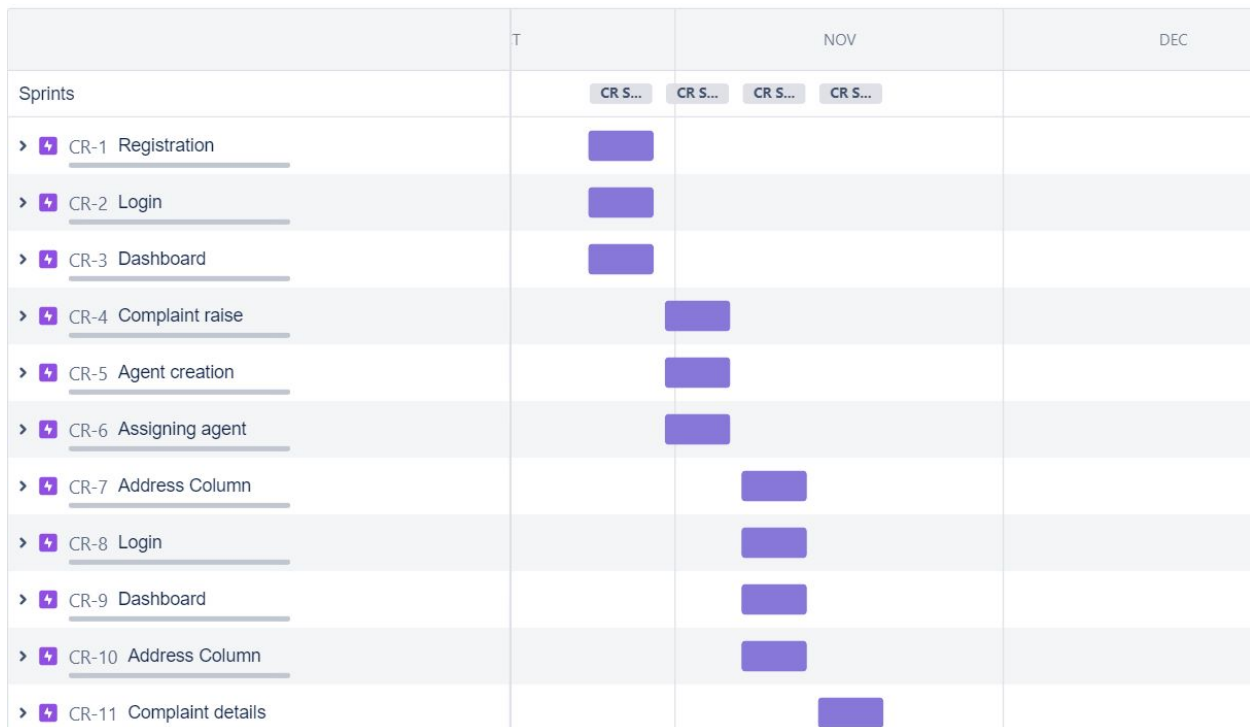 T NOV DEC
Sprints CR S... CR S... CR S... CR S...
CR-1 Registration
CR-2 Login
CR-3 Dashboard
CR-4 Complaint raise
CR-5 Agent creation
CR-6 Assigning agent
CR-7 Address Column
CR-8 Login
CR-9 Dashboard
CR-10 Address Column
CR-11 Complaint details